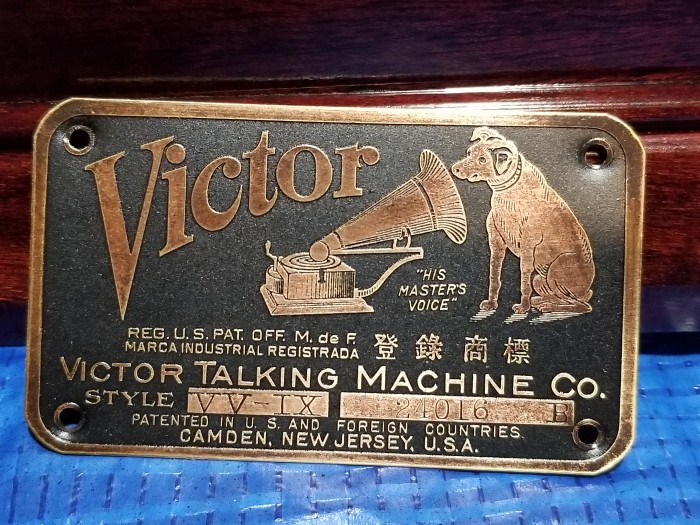 Victor
"HIS
MASTER'S
VOICE"
REG. U.S. PAT. OFF. M. de F.
MARCA INDUSTRIAL REGISTRADA 登錄商標
VICTOR TALKING MACHINE CO.
STYLE VV-IX 24016 B
PATENTED IN U.S. AND FOREIGN COUNTRIES
CAMDEN, NEW JERSEY, U.S.A.